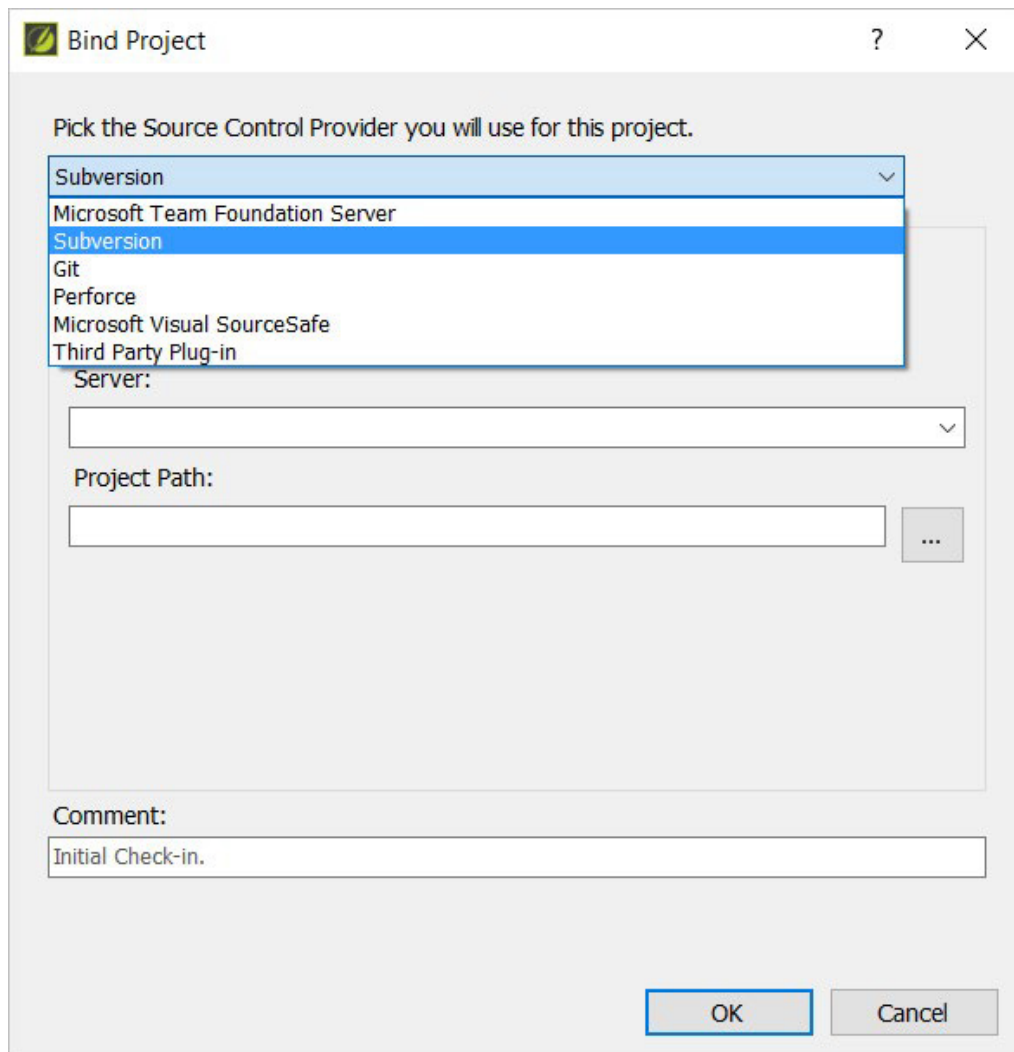 Bind Project
?
Pick the Source Control Provider you will use for this project.
Subversion
Microsoft Team Foundation Server
Subversion
Git
Perforce
Microsoft Visual SourceSafe
Third Party Plug-in
Server:
Project Path:
...
Comment:
Initial Check-in.
OK Cancel